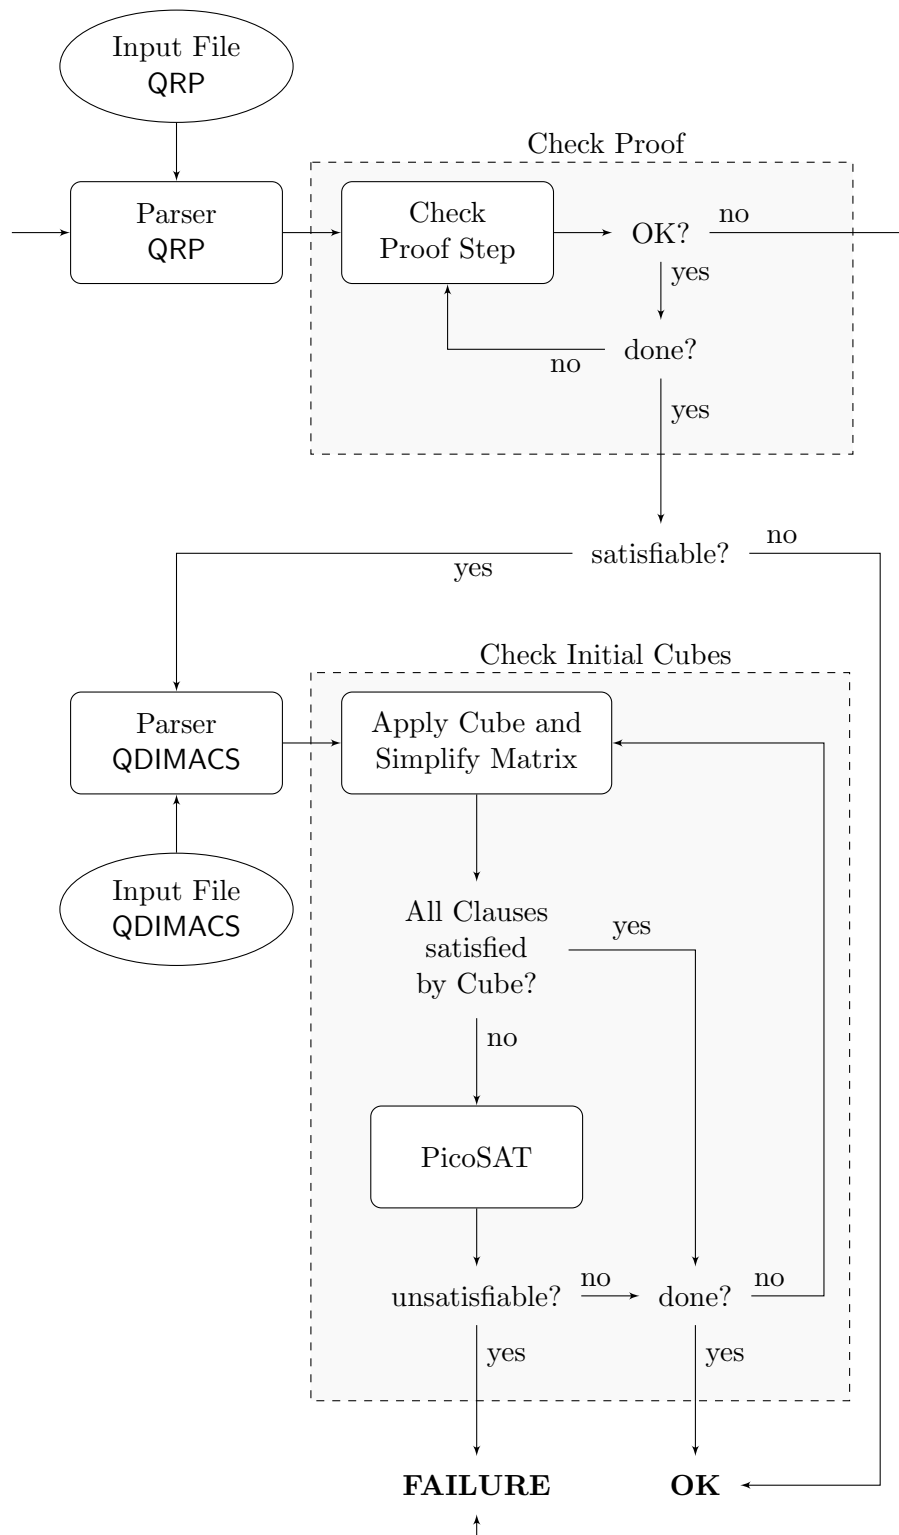 Input File
QRP
Check Proof
Parser
QRP
Check
Proof Step
OK?
no
yes
done?
no
yes
satisfiable?
no
yes
Check Initial Cubes
Parser
QDIMACS
Apply Cube and
Simplify Matrix
Input File
QDIMACS
All Clauses
satisfied
by Cube?
yes
no
PicoSAT
unsatisfiable?
no
done?
no
yes
yes
FAILURE
OK